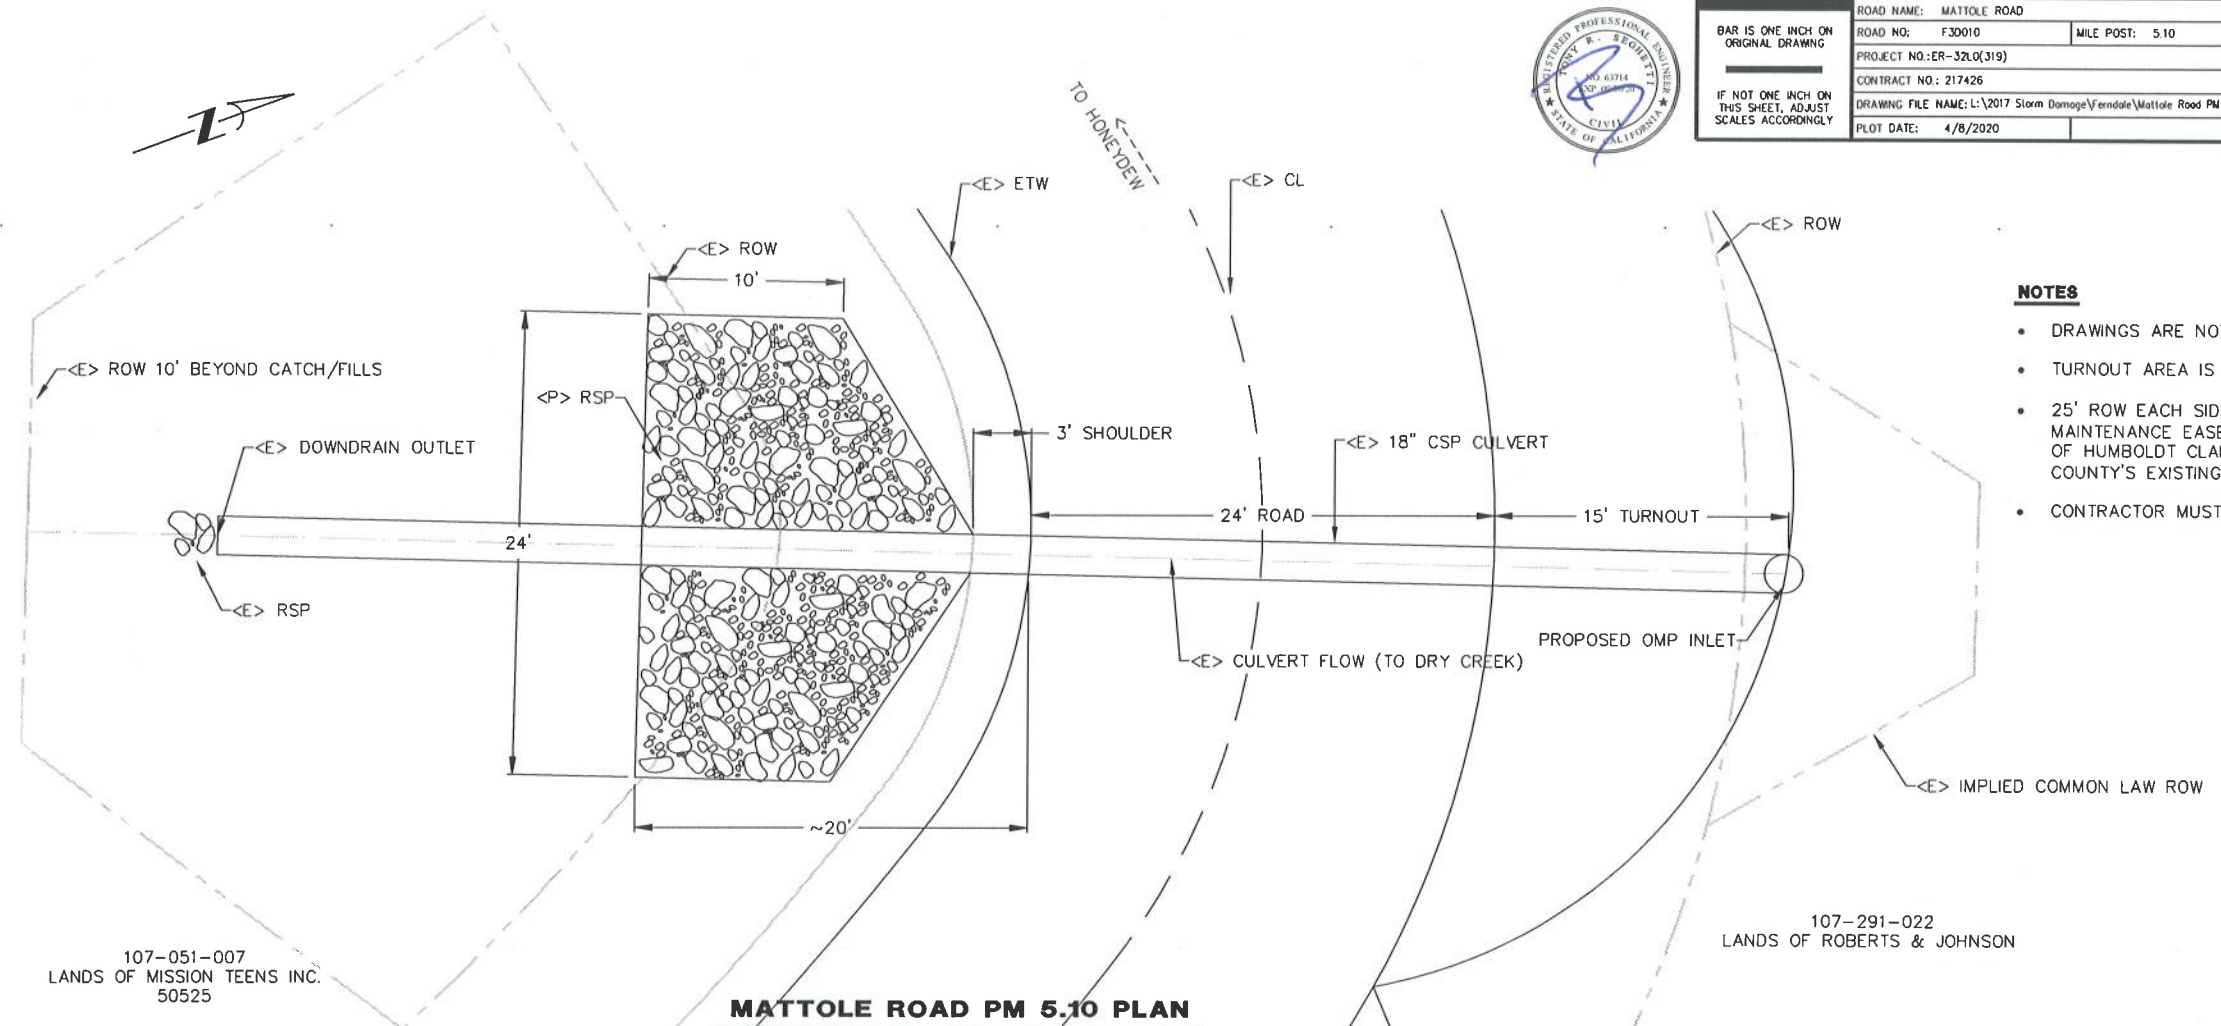 ROAD NAME: MATTOLE ROAD
ROAD NO: F3D010 MILE POST: 5.10
PROJECT NO.:ER-32L0(319)
CONTRACT NO.: 217426
DRAWING FILE NAME: L:\2017 Storm Damage\Ferndale\Mattole Road PM
PLOT DATE: 4/8/2020
BAR IS ONE INCH ON
ORIGINAL DRAWING
IF NOT ONE INCH ON
THIS SHEET, ADJUST
SCALES ACCORDINGLY
REGISTERED PROFESSIONAL ENGINEER
TONY R. SEGHETTI
NO. 63714
EXP.
CIVIL
STATE OF CALIFORNIA
TO HONEYDEW
<E> ETW
<E> CL
<E> ROW
<E> ROW
10'
NOTES
• DRAWINGS ARE NO
• TURNOUT AREA IS
• 25' ROW EACH SID
MAINTENANCE EASE
OF HUMBOLDT CLA
COUNTY'S EXISTING
• CONTRACTOR MUST
<E> ROW 10' BEYOND CATCH/FILLS
<P> RSP
<E> DOWNDRAIN OUTLET
3' SHOULDER
<E> 18" CSP CULVERT
24' ROAD
15' TURNOUT
24'
<E> RSP
PROPOSED OMP INLET
<E> CULVERT FLOW (TO DRY CREEK)
<E> IMPLIED COMMON LAW ROW
~20'
107-291-022
LANDS OF ROBERTS & JOHNSON
107-051-007
LANDS OF MISSION TEENS INC.
50525
MATTOLE ROAD PM 5.10 PLAN